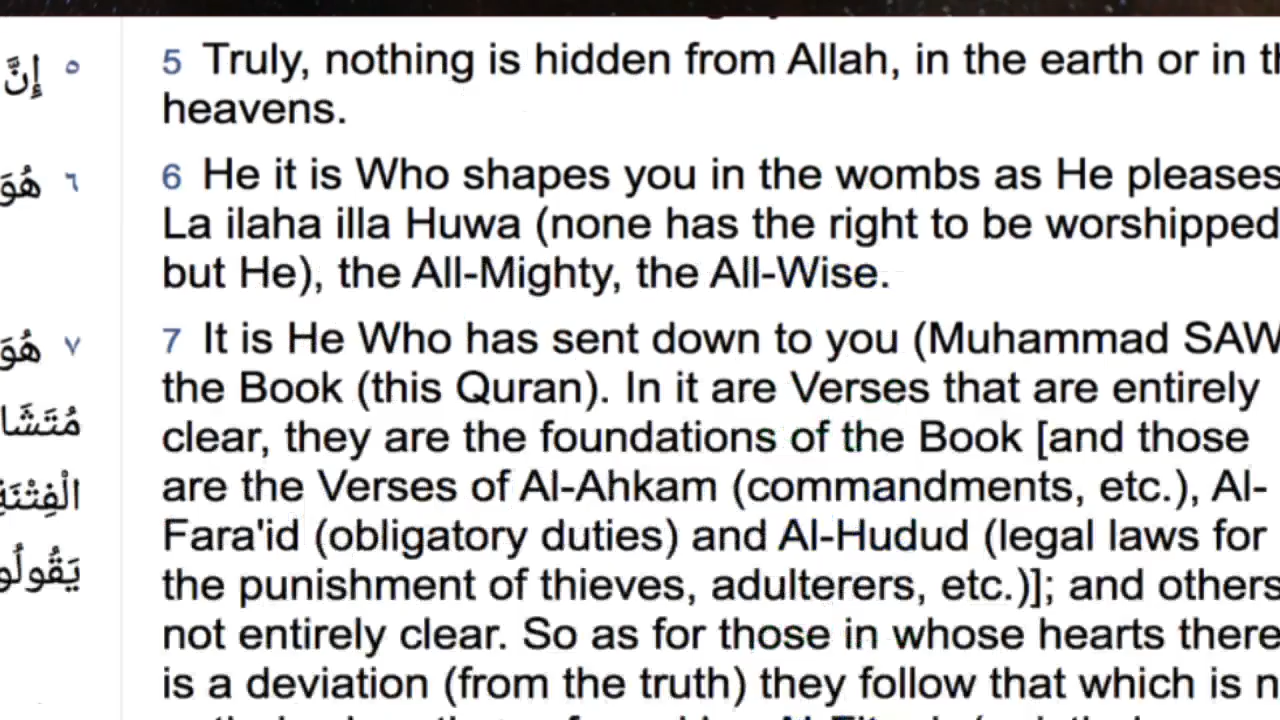 ٥ إِنَّ
5 Truly, nothing is hidden from Allah, in the earth or in
heavens.
٦ هُوَ
6 He it is Who shapes you in the wombs as He pleases
La ilaha illa Huwa (none has the right to be worshipped
but He), the All-Mighty, the All-Wise.
٧ هُوَ
الْفِتْنَةِ
7 It is He Who has sent down to you (Muhammad SAW
the Book (this Quran). In it are Verses that are entirely
clear, they are the foundations of the Book [and those
are the Verses of Al-Ahkam (commandments, etc.), Al-
Fara'id (obligatory duties) and Al-Hudud (legal laws for
the punishment of thieves, adulterers, etc.)]; and others
not entirely clear. So as for those in whose hearts there
is a deviation (from the truth) they follow that which is